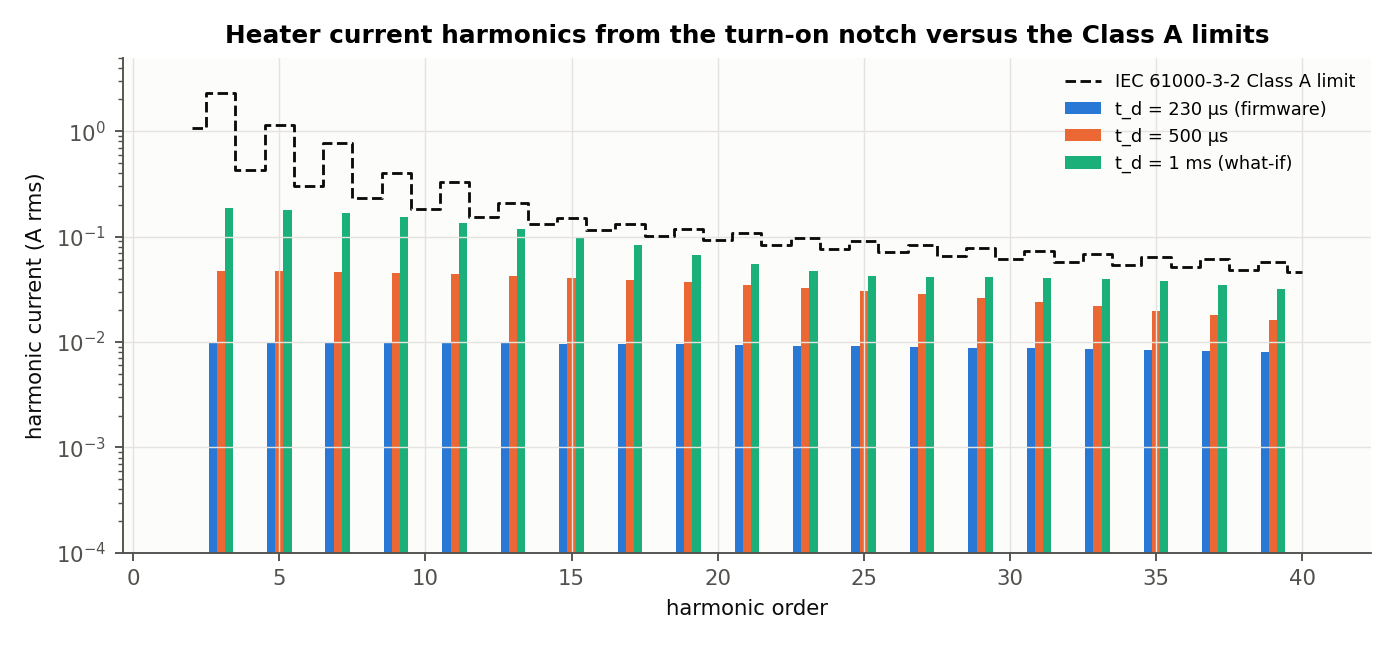 Heater current harmonics from the turn-on notch versus the Class A limits
IEC 61000-3-2 Class A limit
t_d = 230 µs (firmware)
t_d = 500 µs
t_d = 1 ms (what-if)
harmonic current (A rms)
10⁰
10⁻¹
10⁻²
10⁻³
10⁻⁴
0 5 10 15 20 25 30 35 40
harmonic order